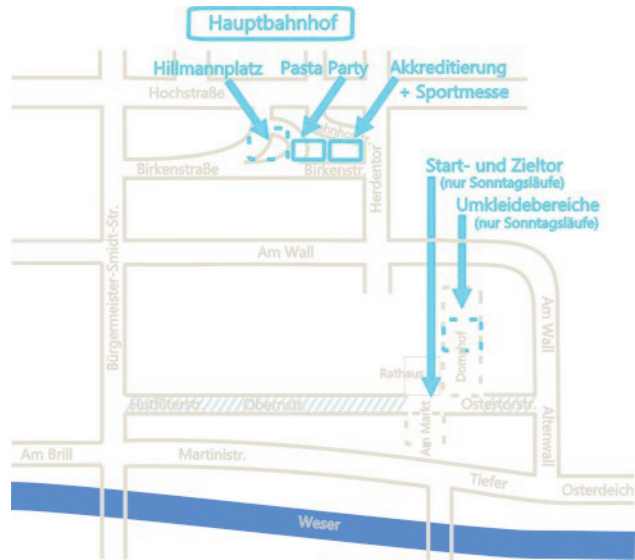 Hauptbahnhof
Hillmannplatz
Pasta Party
Akkreditierung
+ Sportmesse
Hochstraße
Birkenstraße
Birkenstr.
Herdentor
Start- und Zieltor
(nur Sonntagsläufe)
Umkleidebereiche
(nur Sonntagsläufe)
Bürgermeister-Smidt-Str.
Am Wall
Am Wall
Domshof
Rathaus
Obernstr.
Ostertorstr.
Am Markt
Altenwall
Am Brill
Martinistr.
Tiefer
Osterdeich
Weser